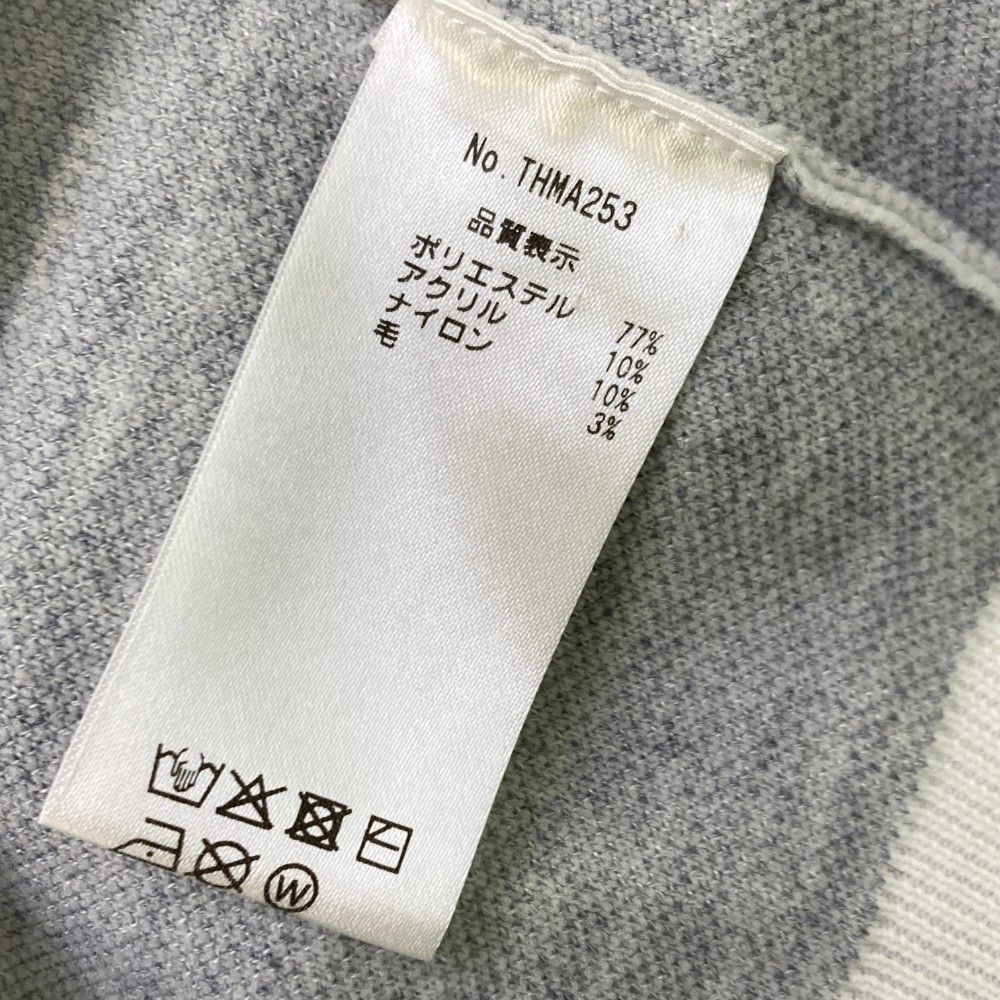 No. THMA253
品質表示
ポリエステル 77%
アクリル 10%
ナイロン 10%
毛 3%
W